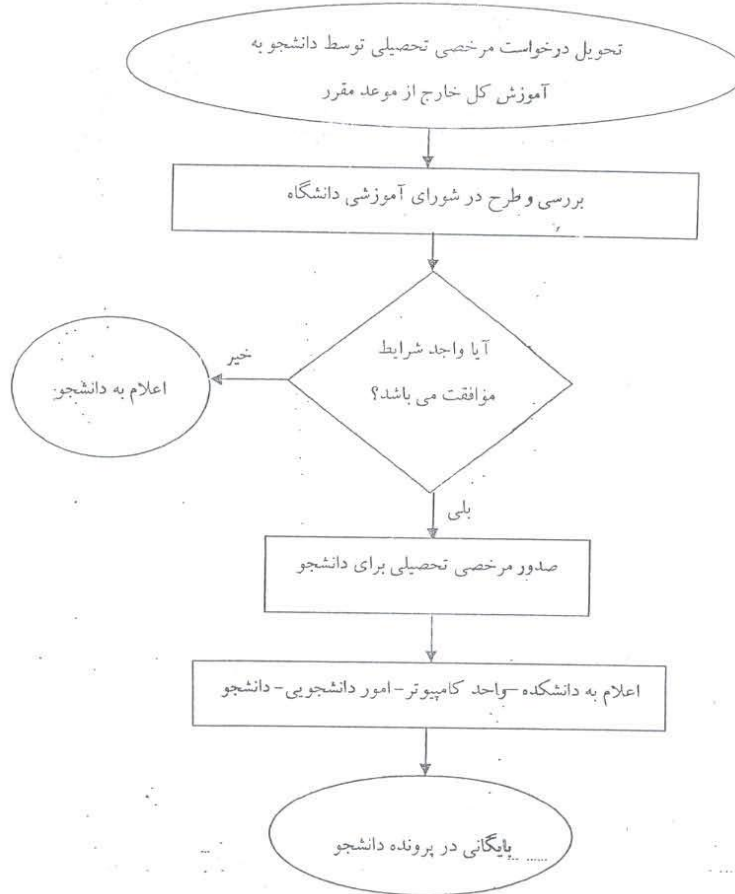 تحویل درخواست مرخصی تحصیلی توسط دانشجو به
آموزش کل خارج از موعد مقرر
بررسی و طرح در شورای آموزشی دانشگاه
آیا واجد شرایط
موافقت می باشد؟
خیر
اعلام به دانشجو
بلی
صدور مرخصی تحصیلی برای دانشجو
اعلام به دانشکده -واحد کامپیوتر- امور دانشجویی- دانشجو
بایگانی در پرونده دانشجو